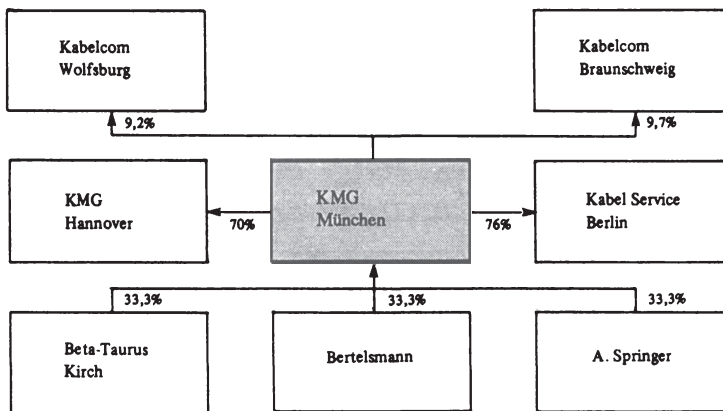 Kabelcom
Wolfsburg
Kabelcom
Braunschweig
9,2%
9,7%
KMG
Hannover
70%
KMG
München
76%
Kabel Service
Berlin
33,3%
33,3%
33,3%
Beta-Taurus
Kirch
Bertelsmann
A. Springer